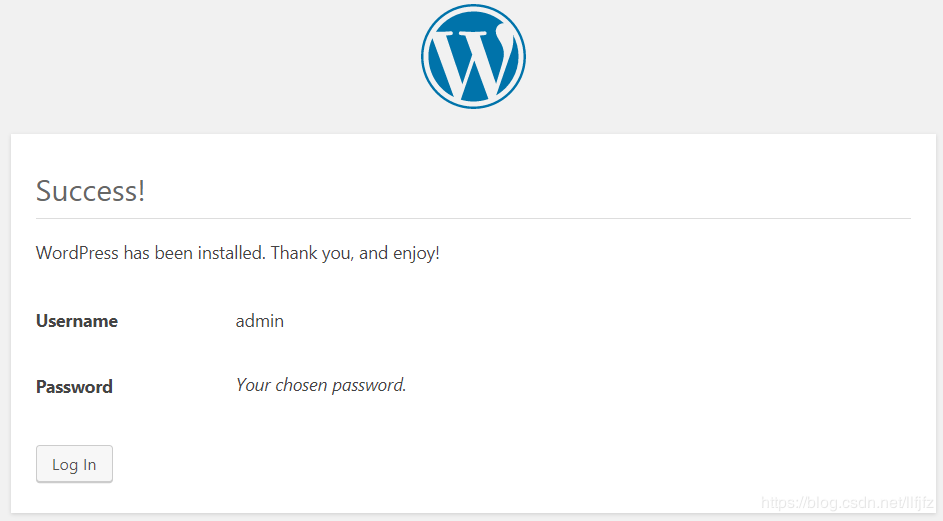 Success!
WordPress has been installed. Thank you, and enjoy!
Username admin
Password Your chosen password.
Log In
https://blog.csdn.net/llfjfz